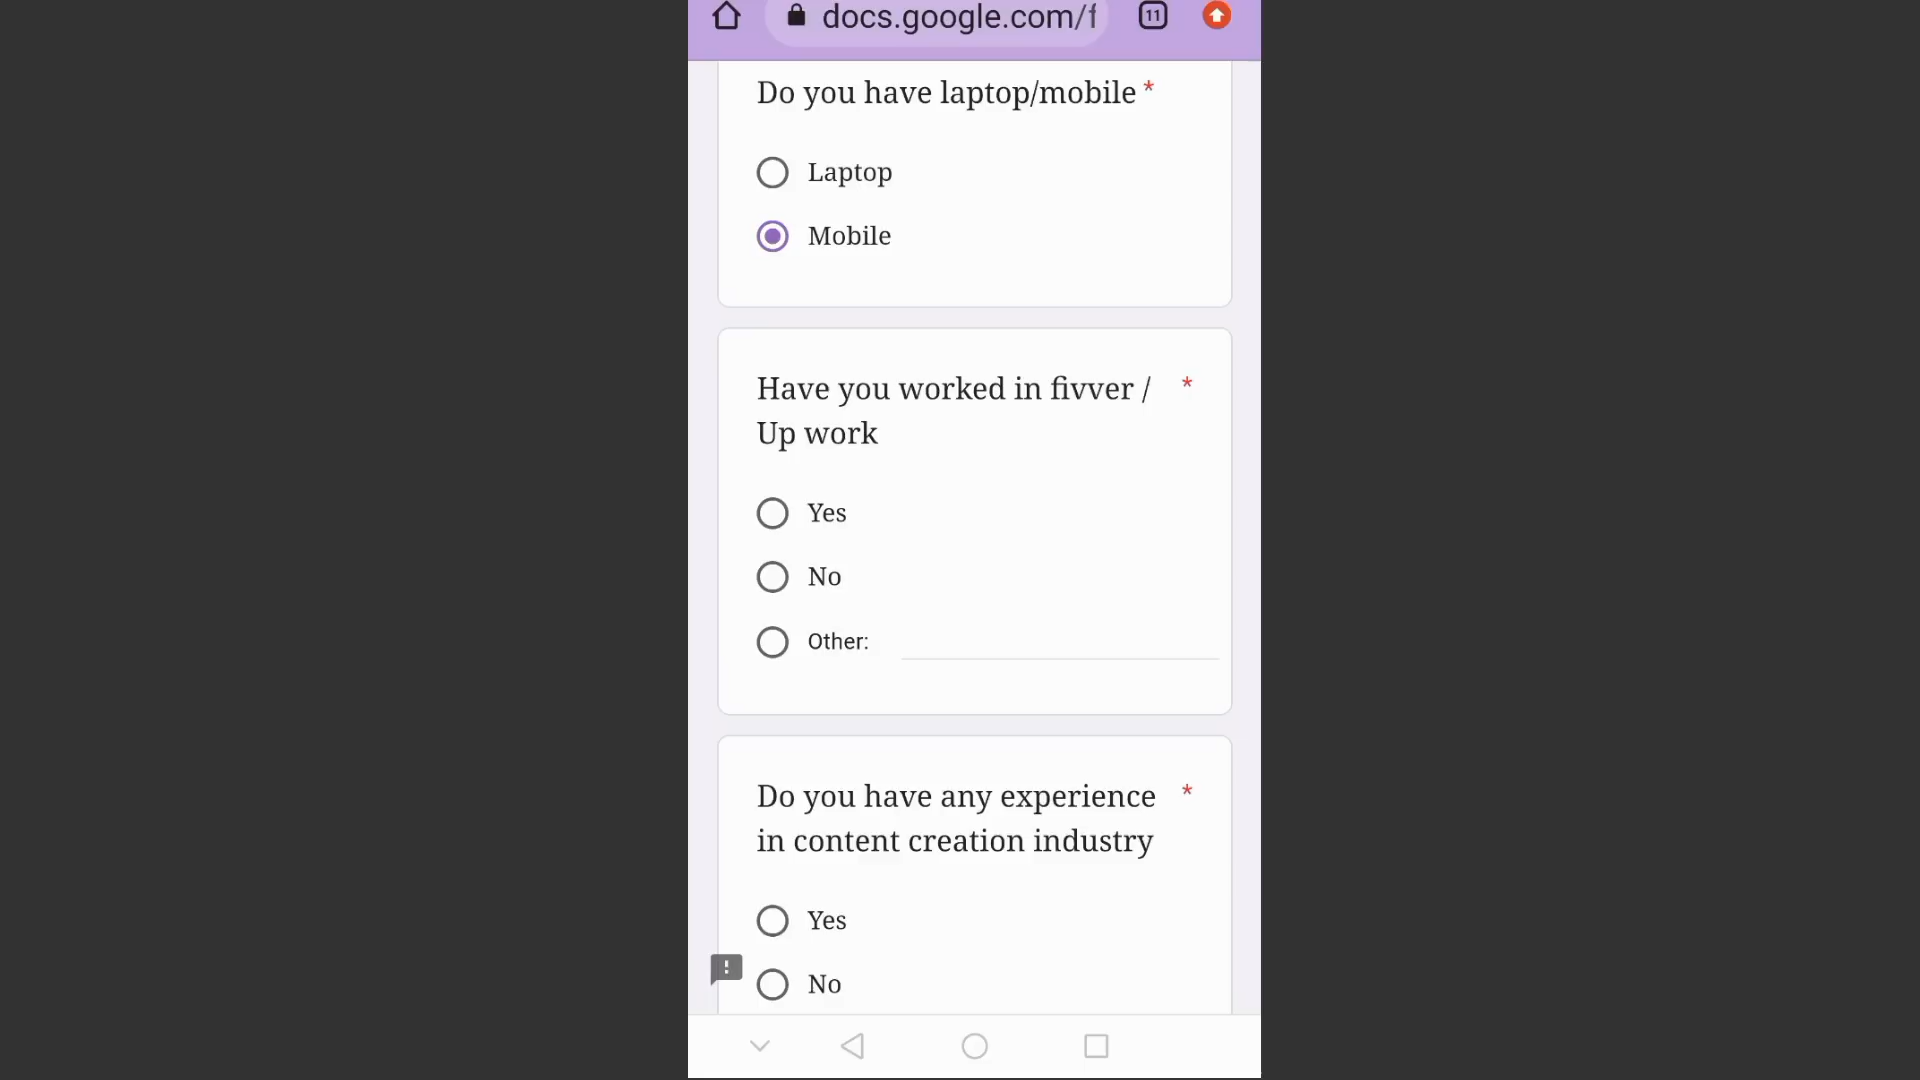 docs.google.com/f
11
Do you have laptop/mobile *
Laptop
Mobile
Have you worked in fivver / *
Up work
Yes
No
Other:
Do you have any experience *
in content creation industry
Yes
No